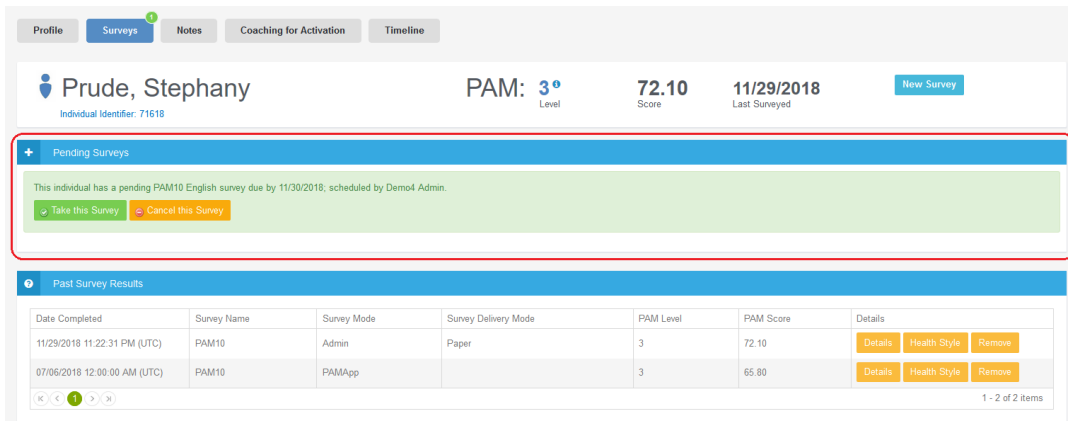 1
Profile Surveys Notes Coaching for Activation Timeline
Prude, Stephany PAM: 3 72.10 11/29/2018 New Survey
Individual Identifier: 71618 Level Score Last Surveyed
Pending Surveys
This individual has a pending PAM10 English survey due by 11/30/2018; scheduled by Demo4 Admin.
Take this Survey Cancel this Survey
Past Survey Results
Date Completed Survey Name Survey Mode Survey Delivery Mode PAM Level PAM Score Details
11/29/2018 11:22:31 PM (UTC) PAM10 Admin Paper 3 72.10 Details Health Style Remove
07/06/2018 12:00:00 AM (UTC) PAM10 PAMApp 3 65.80 Details Health Style Remove
1 1 - 2 of 2 items